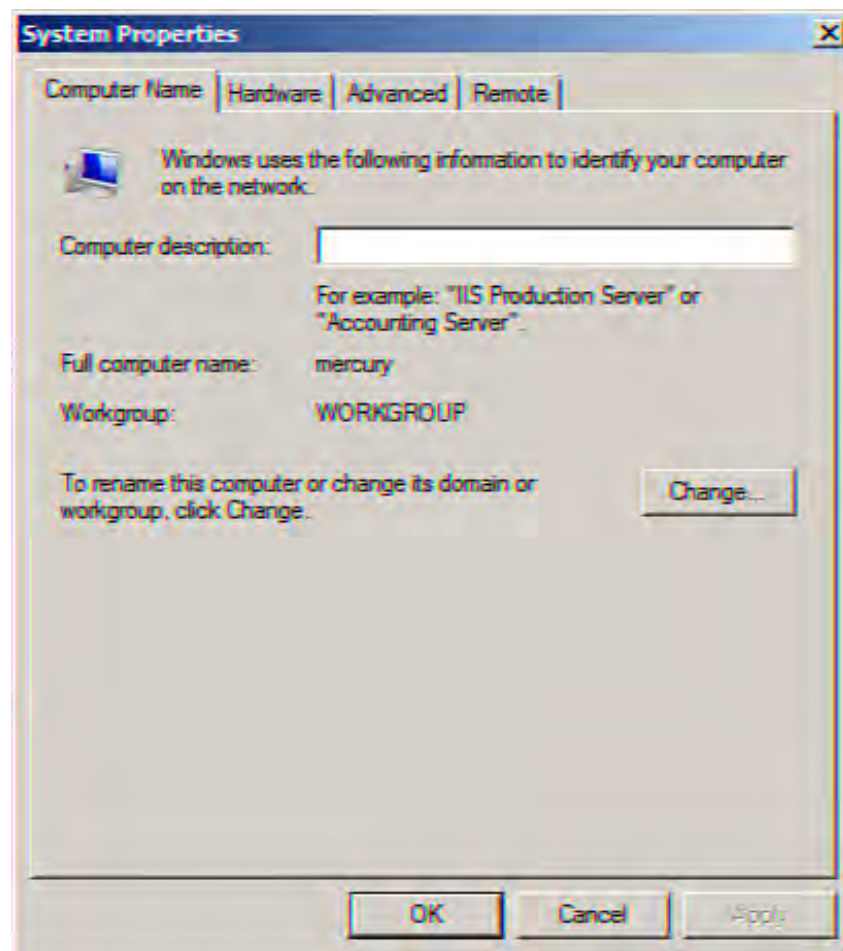 System Properties
Computer Name Hardware Advanced Remote
Windows uses the following information to identify your computer
on the network.
Computer description:
For example: "IIS Production Server" or
"Accounting Server".
Full computer name: mercury
Workgroup: WORKGROUP
To rename this computer or change its domain or
workgroup, click Change.
Change...
OK Cancel Apply